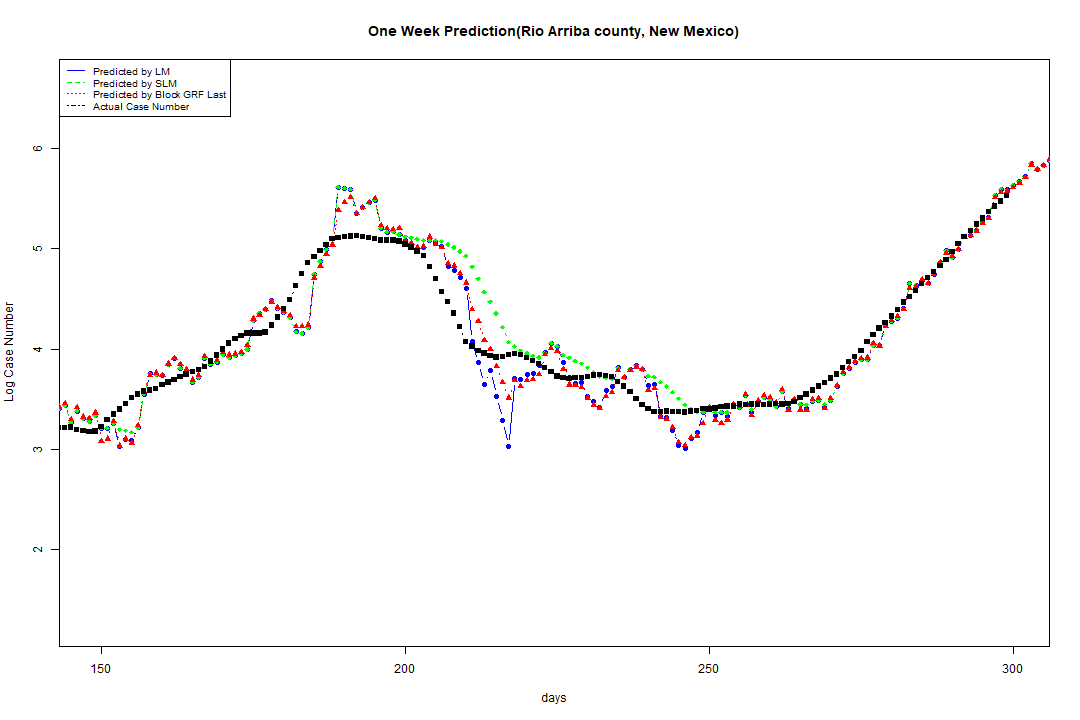 One Week Prediction(Rio Arriba county, New Mexico)
Predicted by LM
Predicted by SLM
Predicted by Block GRF Last
Actual Case Number
Log Case Number
6
5
4
3
2
150
200
250
300
days